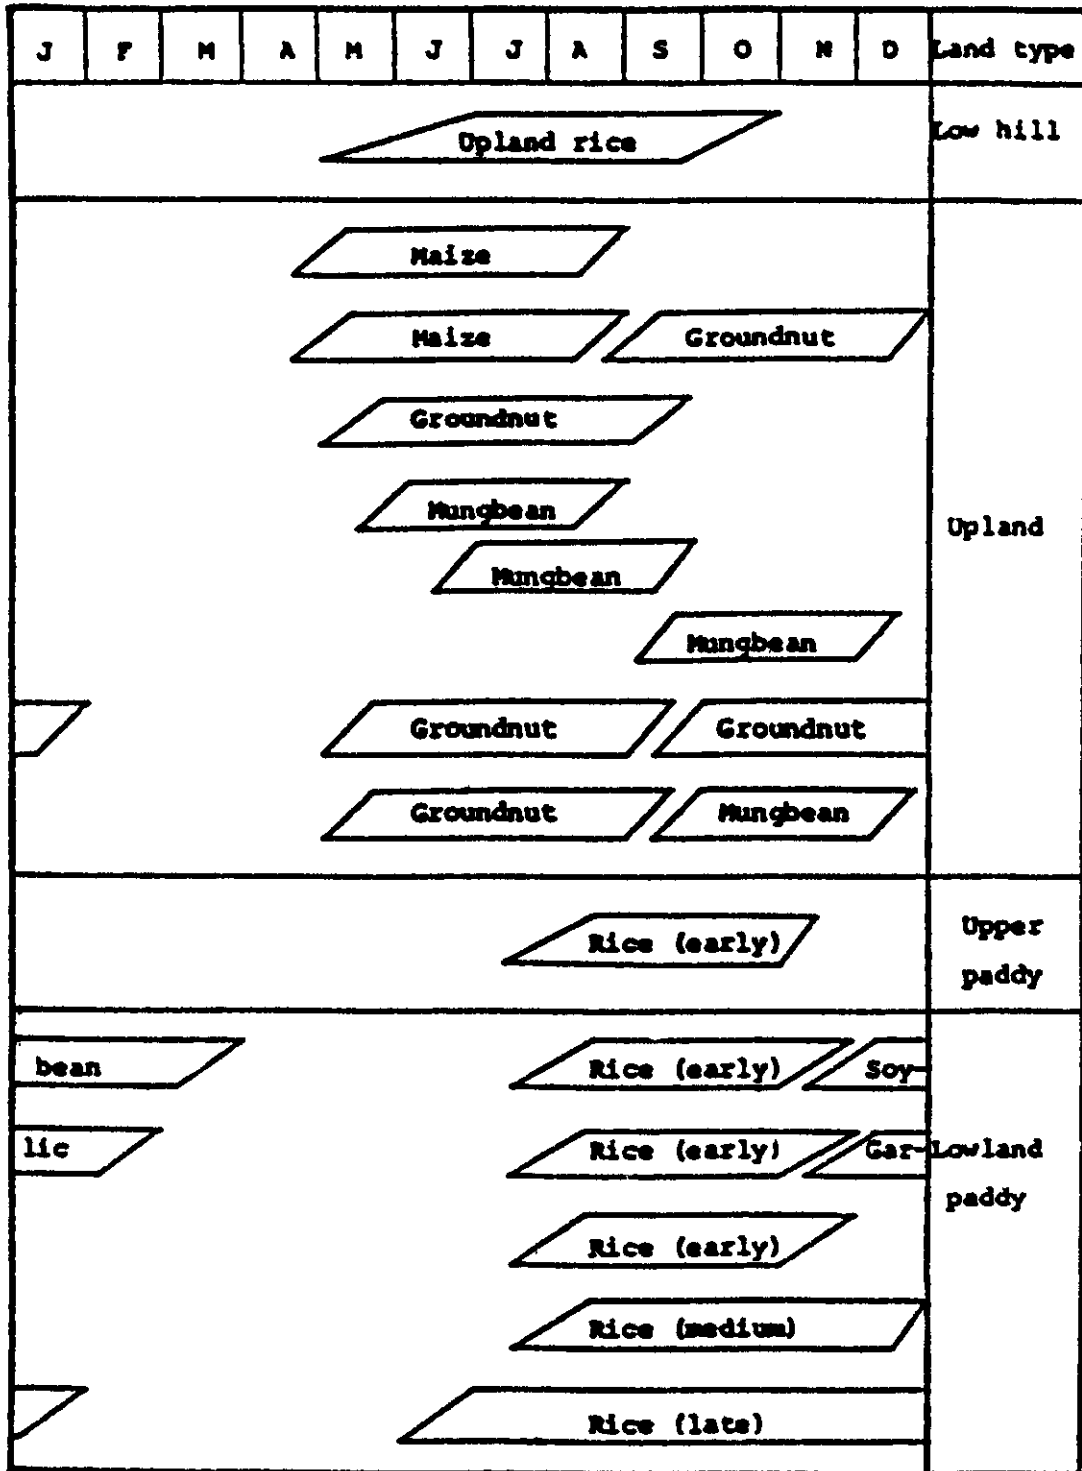 J F M A M J J A S O N D Land type
Upland rice Low hill
Maize
Maize Groundnut
Groundnut
Mungbean
Upland
Mungbean
Mungbean
Groundnut Groundnut
Groundnut Mungbean
Rice (early) Upper
paddy
bean Rice (early) Soy-
lic Rice (early) Gar- Lowland
paddy
Rice (early)
Rice (medium)
Rice (late)